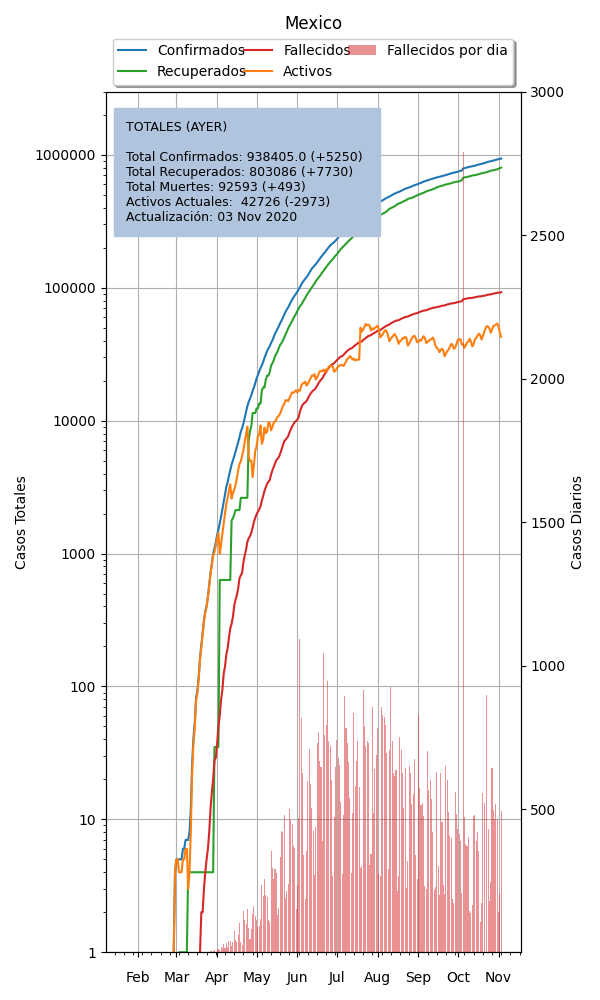 Mexico
Confirmados Fallecidos Fallecidos por dia
Recuperados Activos
TOTALES (AYER)
Total Confirmados: 938405.0 (+5250)
Total Recuperados: 803086 (+7730)
Total Muertes: 92593 (+493)
Activos Actuales:  42726 (-2973)
Actualización: 03 Nov 2020
1000000
100000
10000
1000
100
10
1
Casos Totales
3000
2500
2000
1500
1000
500
Casos Diarios
Feb Mar Apr May Jun Jul Aug Sep Oct Nov